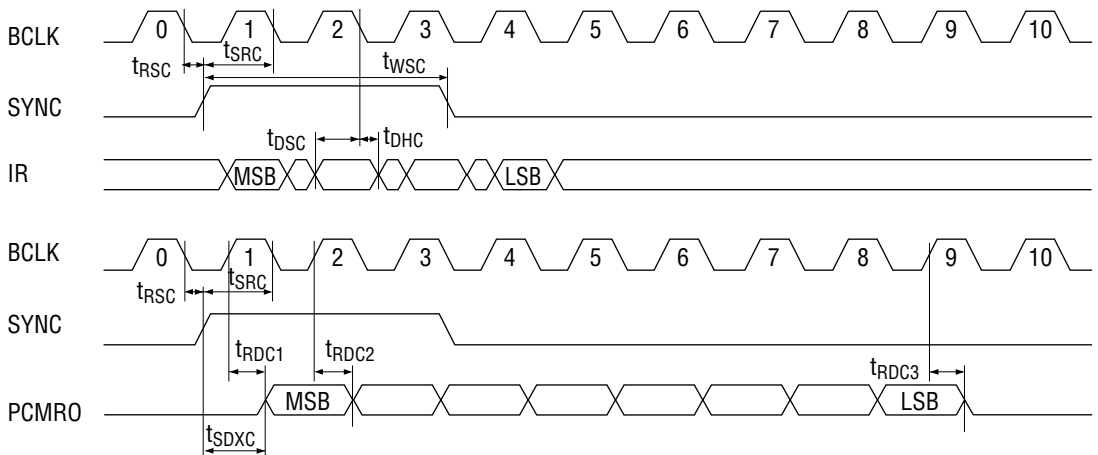 BCLK 0 1 2 3 4 5 6 7 8 9 10
tRSC tSRC tWSC
SYNC
tDSC tDHC
IR MSB LSB
BCLK 0 1 2 3 4 5 6 7 8 9 10
tRSC tSRC
SYNC
tRDC1 tRDC2 tRDC3
PCMRO MSB LSB
tSDXC